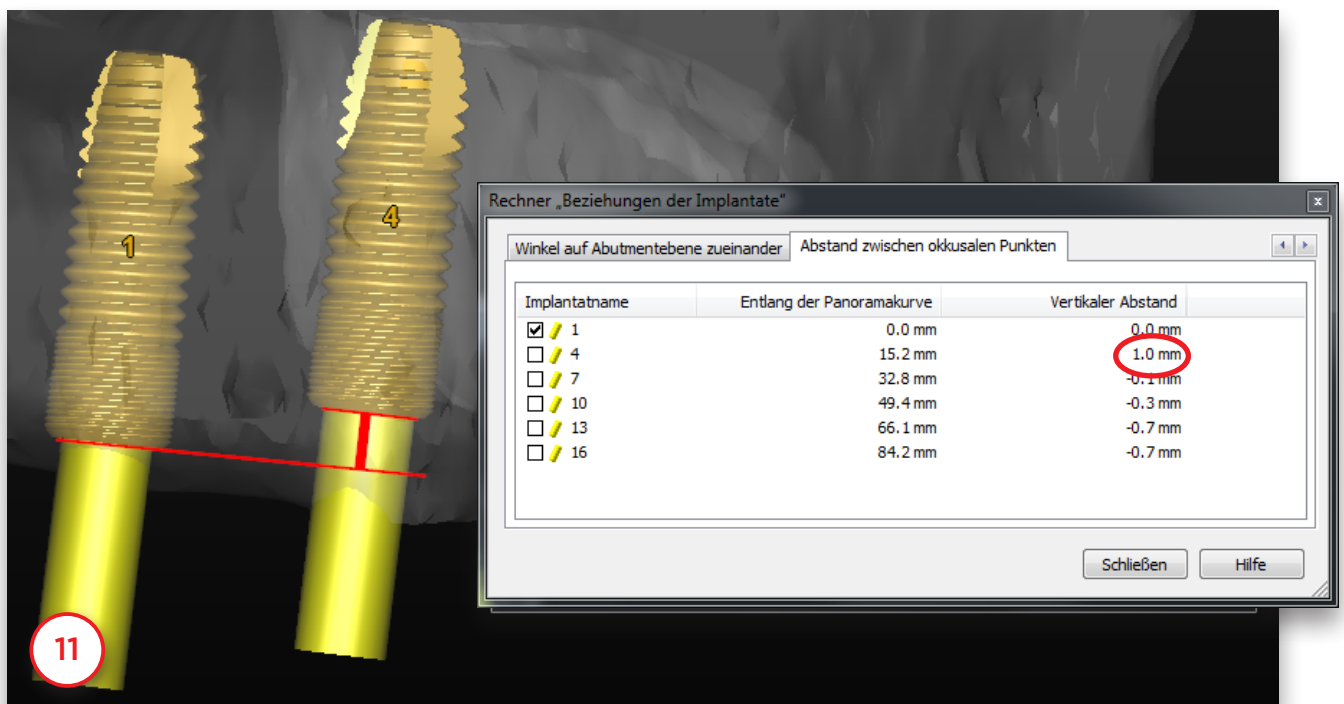 1
4
Rechner „Beziehungen der Implantate“
Winkel auf Abutmentebene zueinander Abstand zwischen okkusalen Punkten
Implantatname Entlang der Panoramakurve Vertikaler Abstand
1 0.0 mm 0.0 mm
4 15.2 mm 1.0 mm
7 32.8 mm -0.1 mm
10 49.4 mm -0.3 mm
13 66.1 mm -0.7 mm
16 84.2 mm -0.7 mm
Schließen Hilfe
11